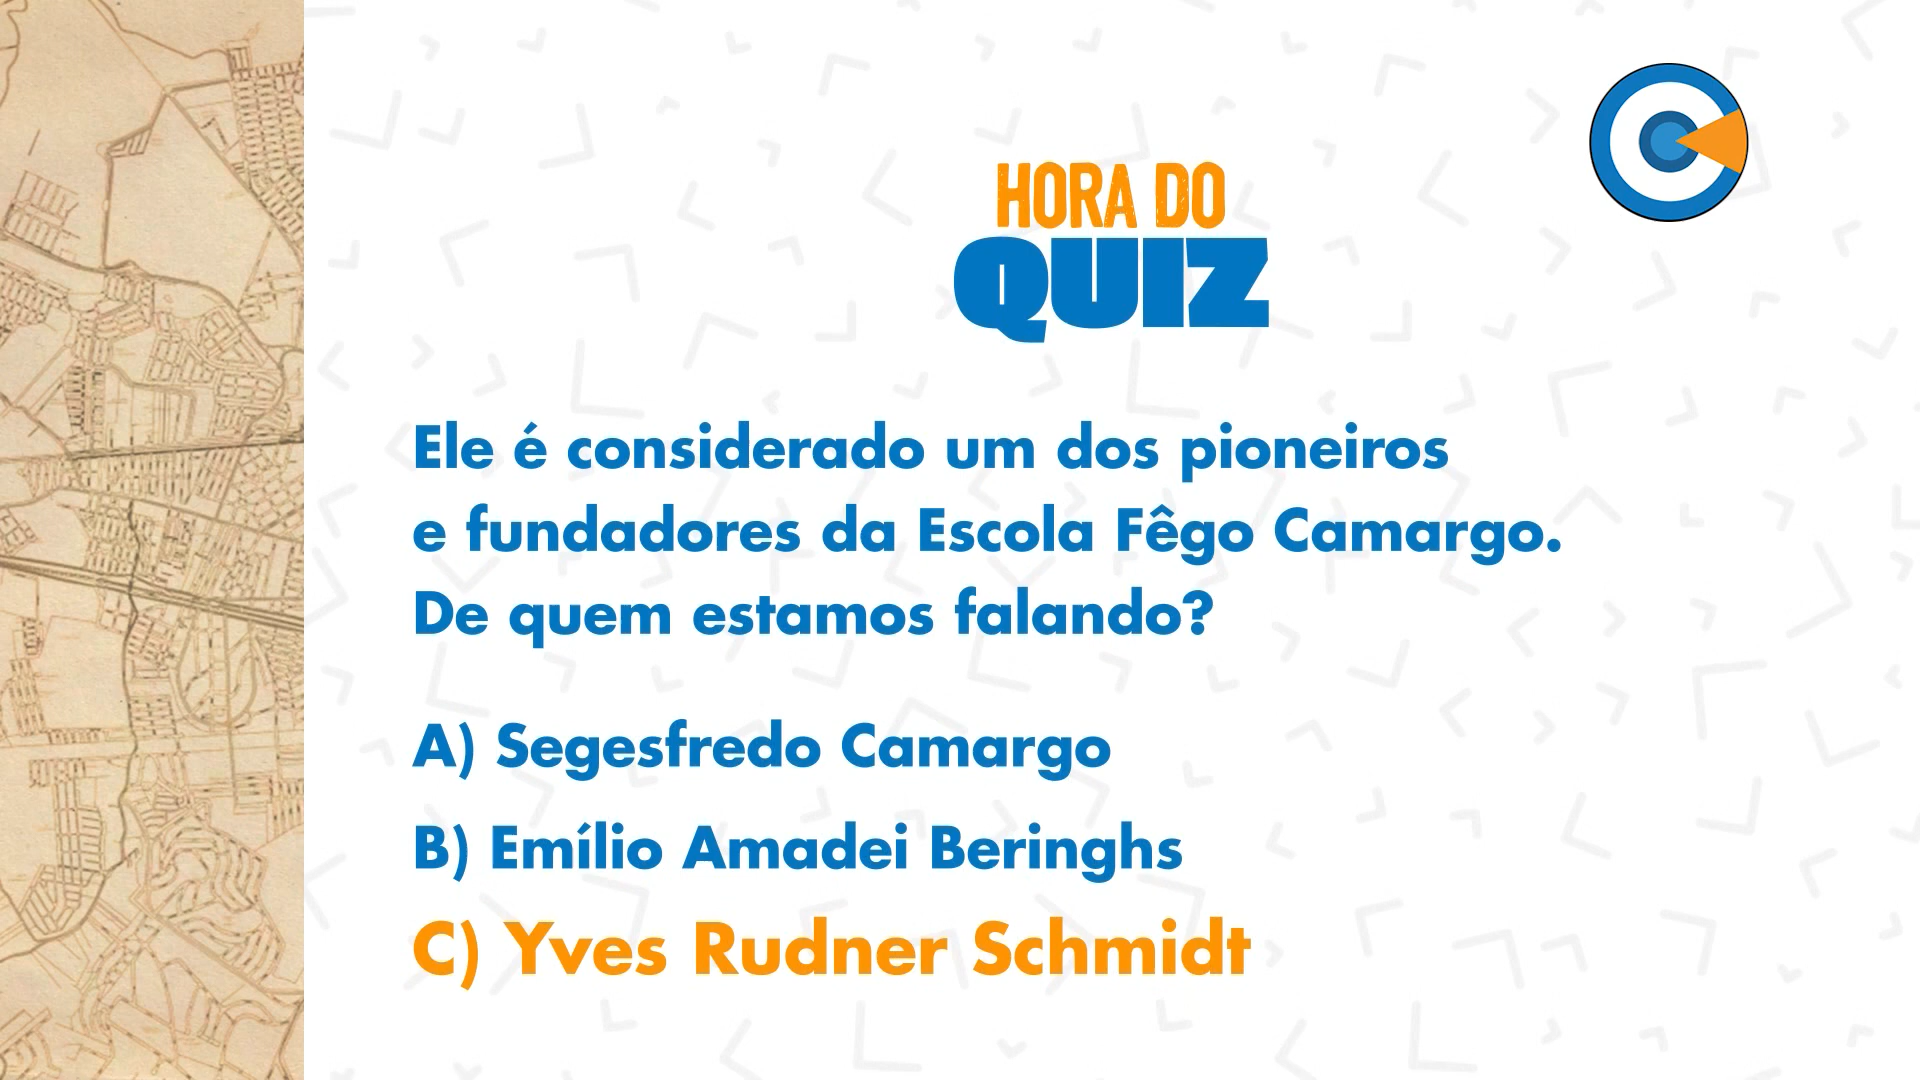 HORA DO
QUIZ
Ele é considerado um dos pioneiros
e fundadores da Escola Fêgo Camargo.
De quem estamos falando?
A) Segesfredo Camargo
B) Emílio Amadei Beringhs
C) Yves Rudner Schmidt